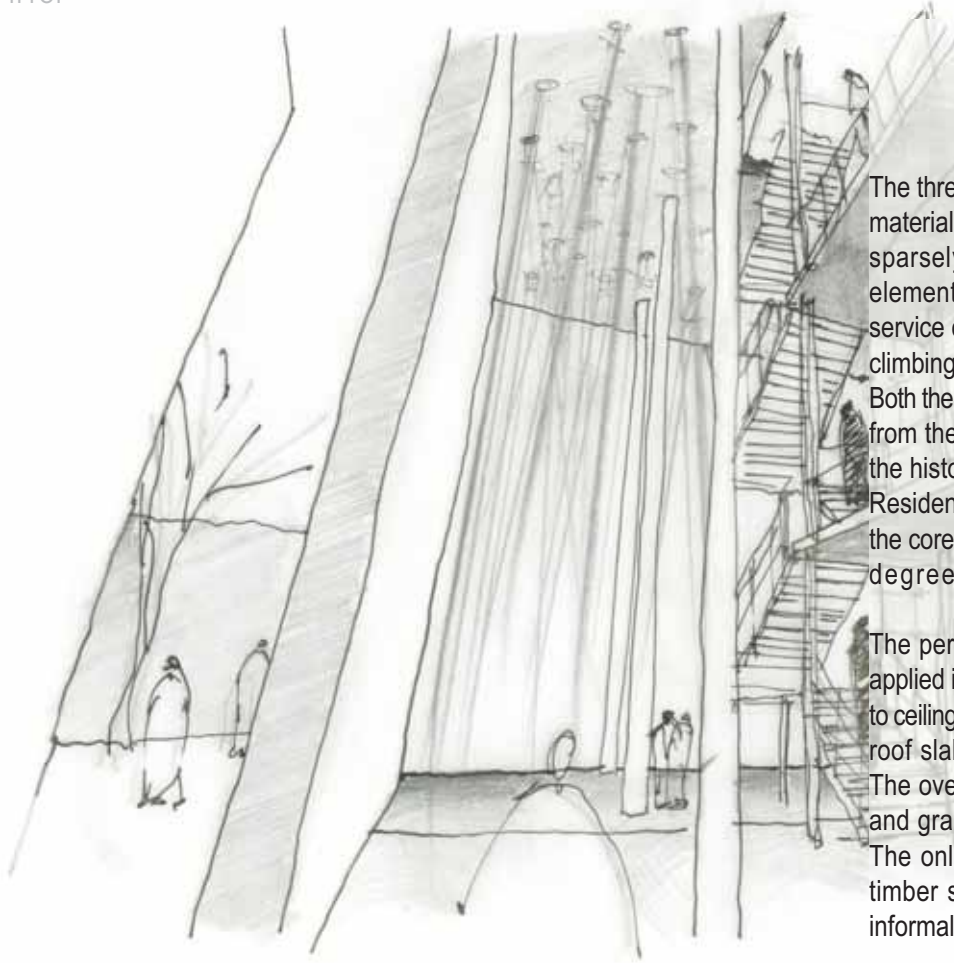 The thre
material
sparsely
element
service
climbing
Both the
from the
the histo
Residen
the core
degree

The per
applied i
to ceiling
roof slal
The ove
and gra
The onl
timber s
informal